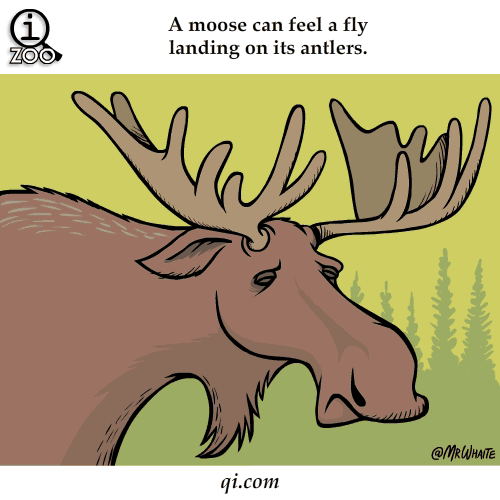 i
ZOO
A moose can feel a fly
landing on its antlers.
@MRWHAITE
qi.com